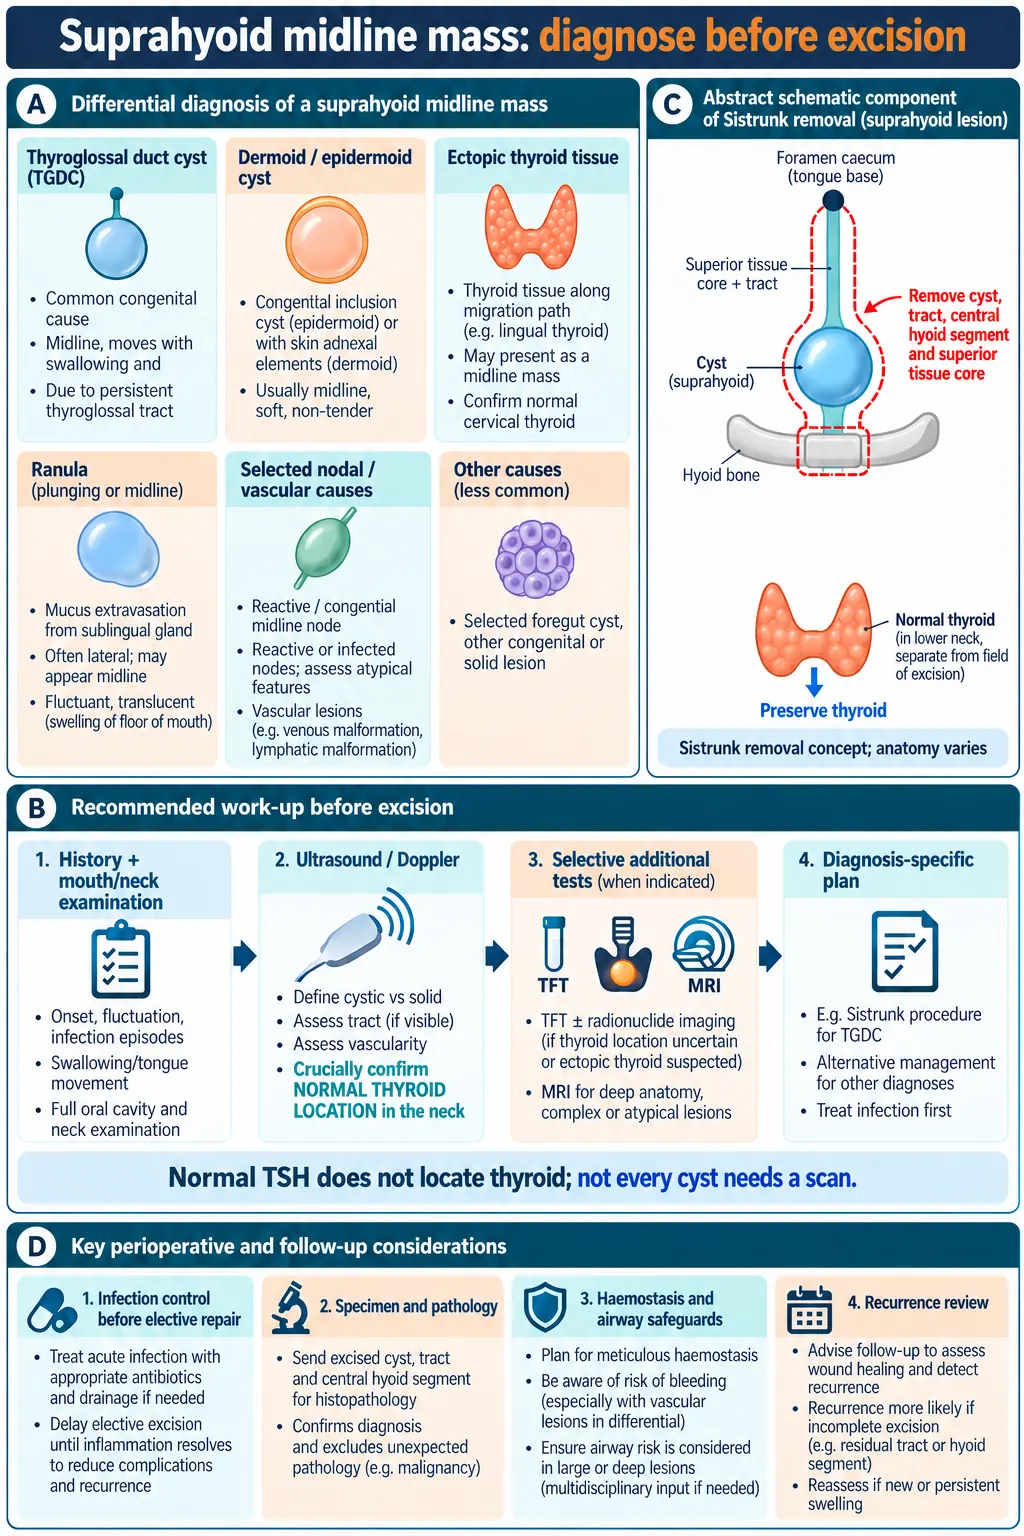 Suprahyoid midline mass: diagnose before excision
A Differential diagnosis of a suprahyoid midline mass
Thyroglossal duct cyst
(TGDC)
• Common congenital
cause
• Midline, moves with
swallowing and
• Due to persistent
thyroglossal tract
Dermoid / epidermoid
cyst
• Congenttal inclusion
cyst (epidermoid) or
with skin adnexal
elements (dermoid)
• Usually midline,
soft, non-tender
Ectopic thyroid tissue
• Thyroid tissue along
migration path
(e.g. lingual thyroid)
• May present as a
midline mass
• Confirm normal
cervical thyroid
Ranula
(plunging or midline)
• Mucus extravasation
from sublingual gland
• Often lateral; may
appear midline
• Fluctuant, translucent
(swelling of floor of mouth)
Selected nodal /
vascular causes
• Reactive / congential
midline node
• Reactive or infected
nodes; assess atypical
features
• Vascular lesions
(e.g. venous malformation,
lymphatic malformation)
Other causes
(less common)
• Selected foregut cyst,
other congenital or
solid lesion
C Abstract schematic component
of Sistrunk removal (suprahyoid lesion)
Foramen caecum
(tongue base)
Superior tissue
core + tract
Remove cyst,
tract, central
hyoid segment
and superior
tissue core
Cyst
(suprahyoid)
Hyoid bone
Normal thyroid
(in lower neck,
separate from field
of excision)
Preserve thyroid
Sistrunk removal concept; anatomy varies
B Recommended work-up before excision
1. History +
mouth/neck
examination
• Onset, fluctuation,
infection episodes
• Swallowing/tongue
movement
• Full oral cavity and
neck examination
2. Ultrasound / Doppler
• Define cystic vs solid
• Assess tract (if visible)
• Assess vascularity
• Crucially confirm
NORMAL THYROID
LOCATION in the neck
3. Selective additional
tests (when indicated)
TFT
MRI
• TFT ± radionuclide imaging
(if thyroid location uncertain
or ectopic thyroid suspected)
• MRI for deep anatomy,
complex or atypical lesions
4. Diagnosis-specific
plan
• E.g. Sistrunk procedure
for TGDC
• Alternative management
for other diagnoses
• Treat infection first
Normal TSH does not locate thyroid; not every cyst needs a scan.
D Key perioperative and follow-up considerations
1. Infection control
before elective repair
• Treat acute infection with
appropriate antibiotics
and drainage if needed
• Delay elective excision
until inflammation resolves
to reduce complications
and recurrence
2. Specimen and pathology
• Send excised cyst, tract
and central hyoid segment
for histopathology
• Confirms diagnosis
and excludes unexpected
pathology (e.g. malignancy)
3. Haemostasis and
airway safeguards
• Plan for meticulous haemostasis
• Be aware of risk of bleeding
(especially with vascular
lesions in differential)
• Ensure airway risk is considered
in large or deep lesions
(multidisciplinary input if needed)
4. Recurrence review
• Advise follow-up to assess
wound healing and detect
recurrence
• Recurrence more likely if
incomplete excision
(e.g. residual tract or hyoid
segment)
• Reassess if new or persistent
swelling